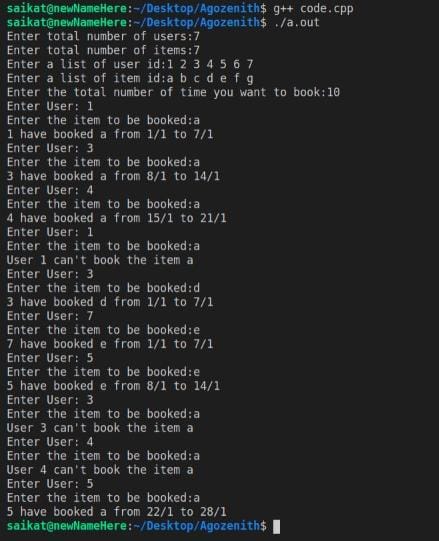 saikat@newNameHere:~/Desktop/Agozenith$ g++ code.cpp
saikat@newNameHere:~/Desktop/Agozenith$ ./a.out
Enter total number of users:7
Enter total number of items:7
Enter a list of user id:1 2 3 4 5 6 7
Enter a list of item id:a b c d e f g
Enter the total number of time you want to book:10
Enter User: 1
Enter the item to be booked:a
1 have booked a from 1/1 to 7/1
Enter User: 3
Enter the item to be booked:a
3 have booked a from 8/1 to 14/1
Enter User: 4
Enter the item to be booked:a
4 have booked a from 15/1 to 21/1
Enter User: 1
Enter the item to be booked:a
User 1 can't book the item a
Enter User: 3
Enter the item to be booked:d
3 have booked d from 1/1 to 7/1
Enter User: 7
Enter the item to be booked:e
7 have booked e from 1/1 to 7/1
Enter User: 5
Enter the item to be booked:e
5 have booked e from 8/1 to 14/1
Enter User: 3
Enter the item to be booked:a
User 3 can't book the item a
Enter User: 4
Enter the item to be booked:a
User 4 can't book the item a
Enter User: 5
Enter the item to be booked:a
5 have booked a from 22/1 to 28/1
saikat@newNameHere:~/Desktop/Agozenith$